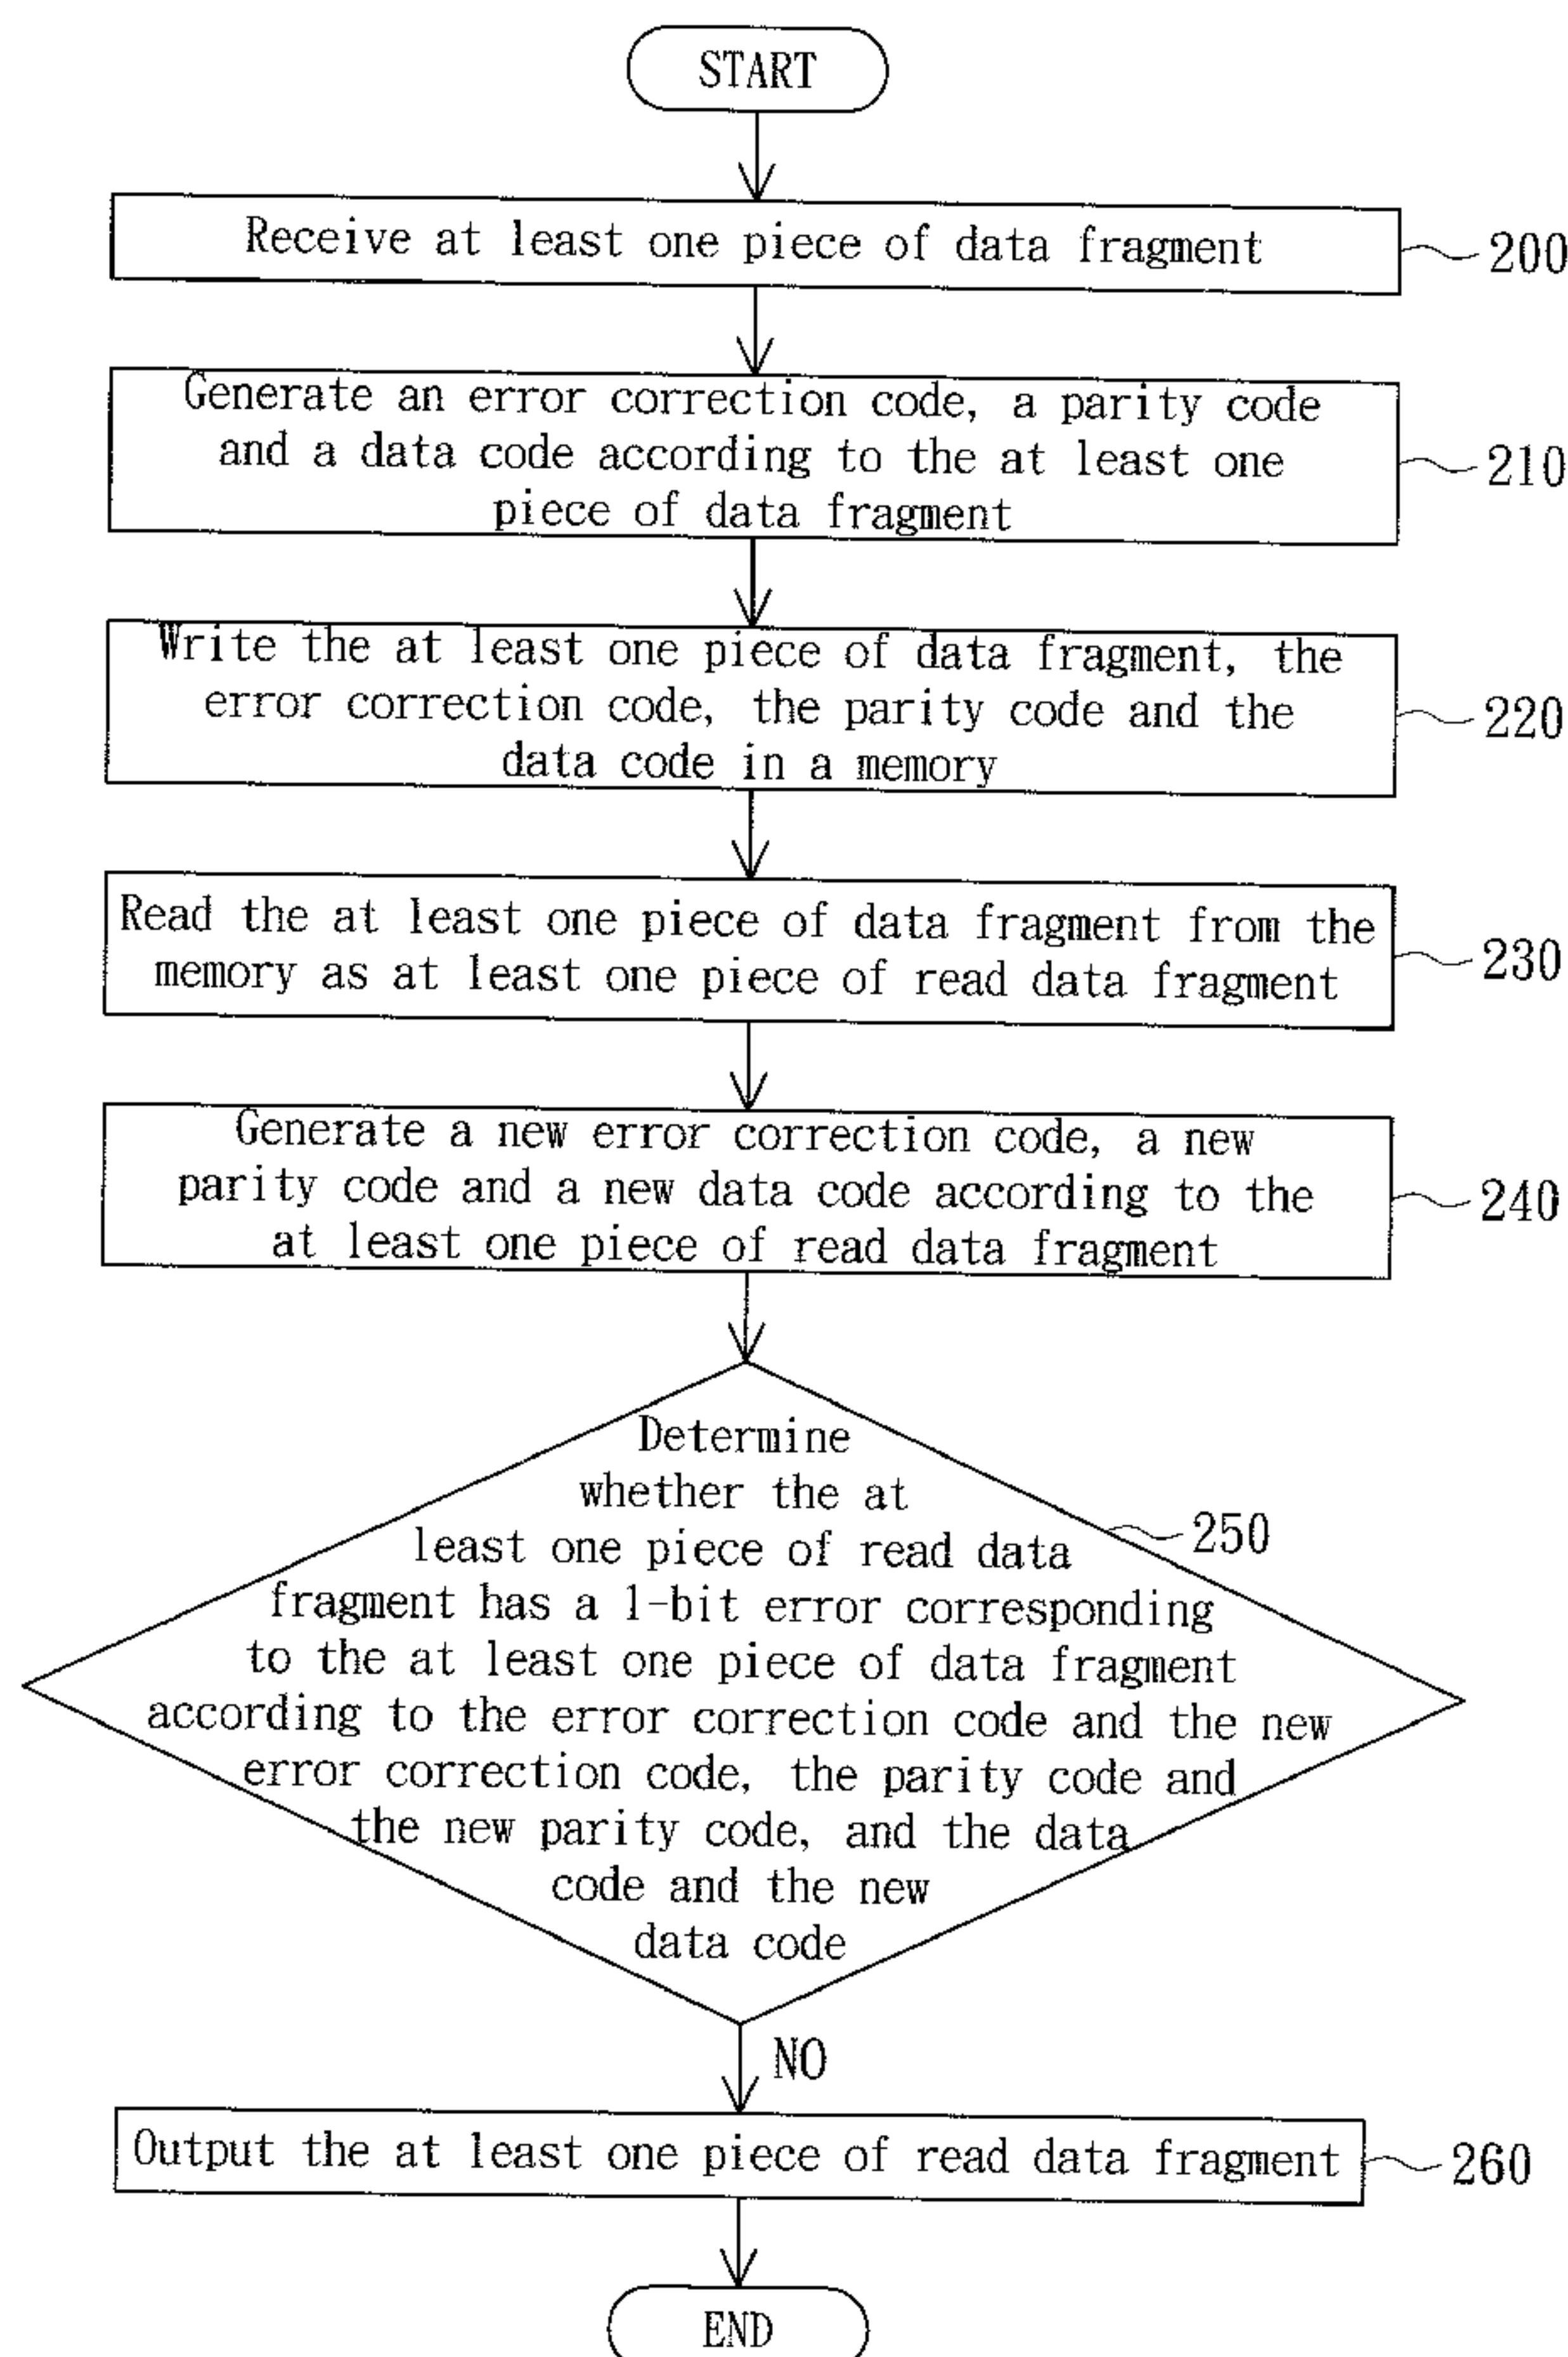 START
Receive at least one piece of data fragment
200
Generate an error correction code, a parity code
and a data code according to the at least one
piece of data fragment
210
Write the at least one piece of data fragment, the
error correction code, the parity code and the
data code in a memory
220
Read the at least one piece of data fragment from the
memory as at least one piece of read data fragment
230
Generate a new error correction code, a new
parity code and a new data code according to the
at least one piece of read data fragment
240
Determine
whether the at
least one piece of read data
fragment has a 1-bit error corresponding
to the at least one piece of data fragment
according to the error correction code and the new
error correction code, the parity code and
the new parity code, and the data
code and the new
data code
250
NO
Output the at least one piece of read data fragment
260
END